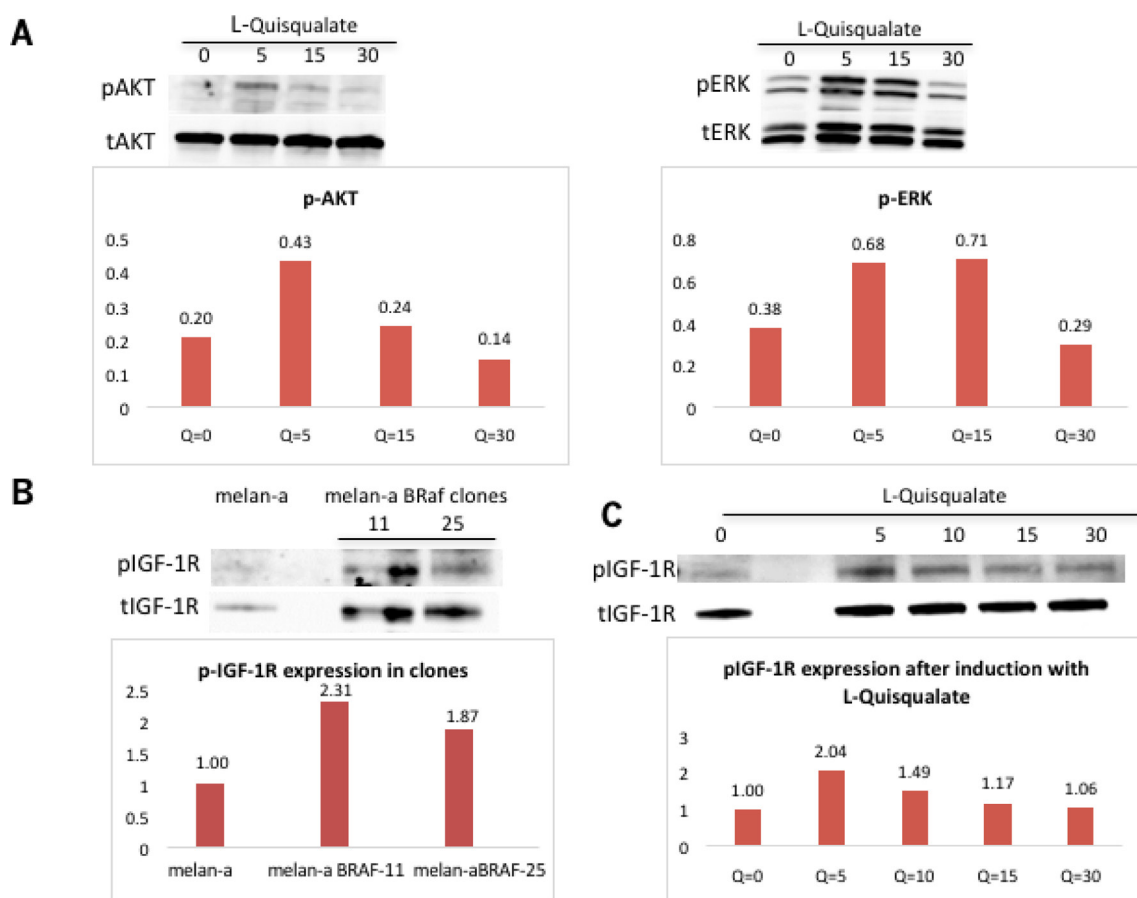 A
L-Quisqualate
0 5 15 30
pAKT
tAKT
p-AKT
0.5
0.4
0.3
0.2
0.1
0
0.20
0.43
0.24
0.14
Q=0 Q=5 Q=15 Q=30
L-Quisqualate
0 5 15 30
pERK
tERK
p-ERK
0.8
0.6
0.4
0.2
0
0.38
0.68
0.71
0.29
Q=0 Q=5 Q=15 Q=30
B
melan-a melan-a BRaf clones
11 25
pIGF-1R
tIGF-1R
p-IGF-1R expression in clones
2.5
2
1.5
1
0.5
0
1.00
2.31
1.87
melan-a melan-a BRAF-11 melan-aBRAF-25
C
L-Quisqualate
0 5 10 15 30
pIGF-1R
tIGF-1R
pIGF-1R expression after induction with
L-Quisqualate
3
2
1
0
1.00
2.04
1.49
1.17
1.06
Q=0 Q=5 Q=10 Q=15 Q=30